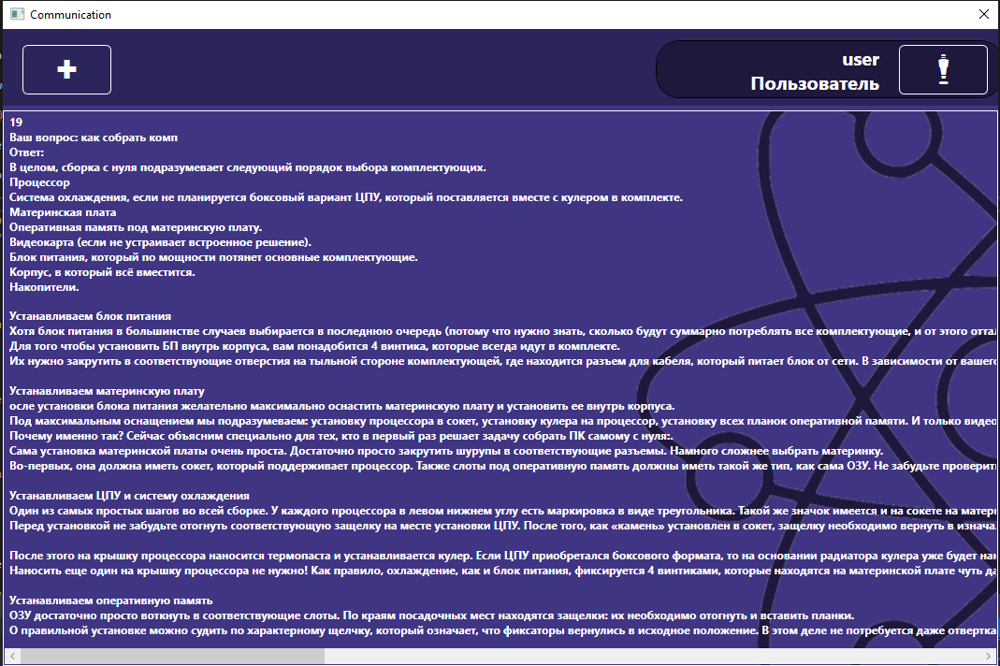 Communication
user
Пользователь
19
Ваш вопрос: как собрать комп
Ответ:
В целом, сборка с нуля подразумевает следующий порядок выбора комплектующих.
Процессор
Система охлаждения, если не планируется боксовый вариант ЦПУ, который поставляется вместе с кулером в комплекте.
Материнская плата
Оперативная память под материнскую плату.
Видеокарта (если не устраивает встроенное решение).
Блок питания, который по мощности потянет основные комплектующие.
Корпус, в который всё вместится.
Накопители.
Устанавливаем блок питания
Хотя блок питания в большинстве случаев выбирается в последнюю очередь (потому что нужно знать, сколько будут суммарно потреблять все комплектующие, и от этого оттал
Для того чтобы установить БП внутрь корпуса, вам понадобится 4 винтика, которые всегда идут в комплекте.
Их нужно закрутить в соответствующие отверстия на тыльной стороне комплектующей, где находится разъем для кабеля, который питает блок от сети. В зависимости от вашего
Устанавливаем материнскую плату
осле установки блока питания желательно максимально оснастить материнскую плату и установить ее внутрь корпуса.
Под максимальным оснащением мы подразумеваем: установку процессора в сокет, установку кулера на процессор, установку всех планок оперативной памяти. И только видео
Почему именно так? Сейчас объясним специально для тех, кто в первый раз решает задачу собрать ПК самому с нуля:.
Сама установка материнской платы очень проста. Достаточно просто закрутить шурупы в соответствующие разъемы. Намного сложнее выбрать материнку.
Во-первых, она должна иметь сокет, который поддерживает процессор. Также слоты под оперативную память должны иметь такой же тип, как сама ОЗУ. Не забудьте проверить
Устанавливаем ЦПУ и систему охлаждения
Один из самых простых шагов во всей сборке. У каждого процессора в левом нижнем углу есть маркировка в виде треугольника. Такой же значок имеется и на сокете на матери
Перед установкой не забудьте отогнуть соответствующую защелку на месте установки ЦПУ. После того, как «камень» установлен в сокет, защелку необходимо вернуть в изнача
После этого на крышку процессора наносится термопаста и устанавливается кулер. Если ЦПУ приобретался боксового формата, то на основании радиатора кулера уже будет нан
Наносить еще один на крышку процессора не нужно! Как правило, охлаждение, как и блок питания, фиксируется 4 винтиками, которые находятся на материнской плате чуть да
Устанавливаем оперативную память
ОЗУ достаточно просто воткнуть в соответствующие слоты. По краям посадочных мест находятся защелки: их необходимо отогнуть и вставить планки.
О правильной установке можно судить по характерному щелчку, который означает, что фиксаторы вернулись в исходное положение. В этом деле не потребуется даже отвертка